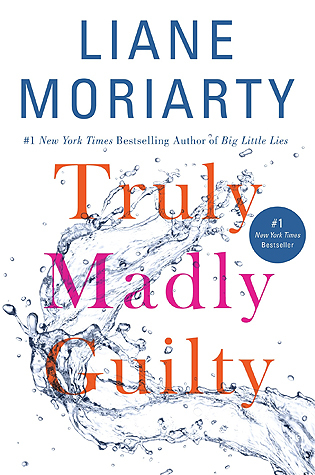 LIANE
MORIARTY
#1 New York Times Bestselling Author of Big Little Lies
Truly
#1
New York Times
Bestseller
Madly
Guilty